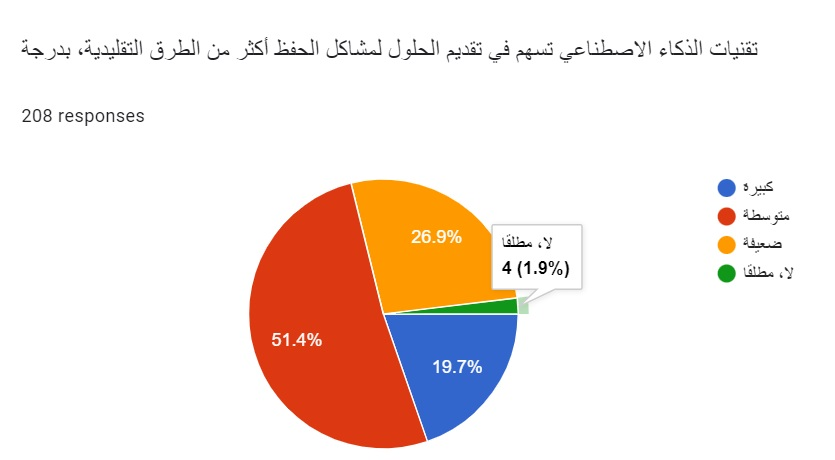 تقنيات الذكاء الاصطناعي تسهم في تقديم الحلول لمشاكل الحفظ أكثر من الطرق التقليدية، بدرجة
208 responses
كبيرة
متوسطة
ضعيفة
لا، مطلقا
26.9%
لا، مطلقا
4 (1.9%)
51.4%
19.7%